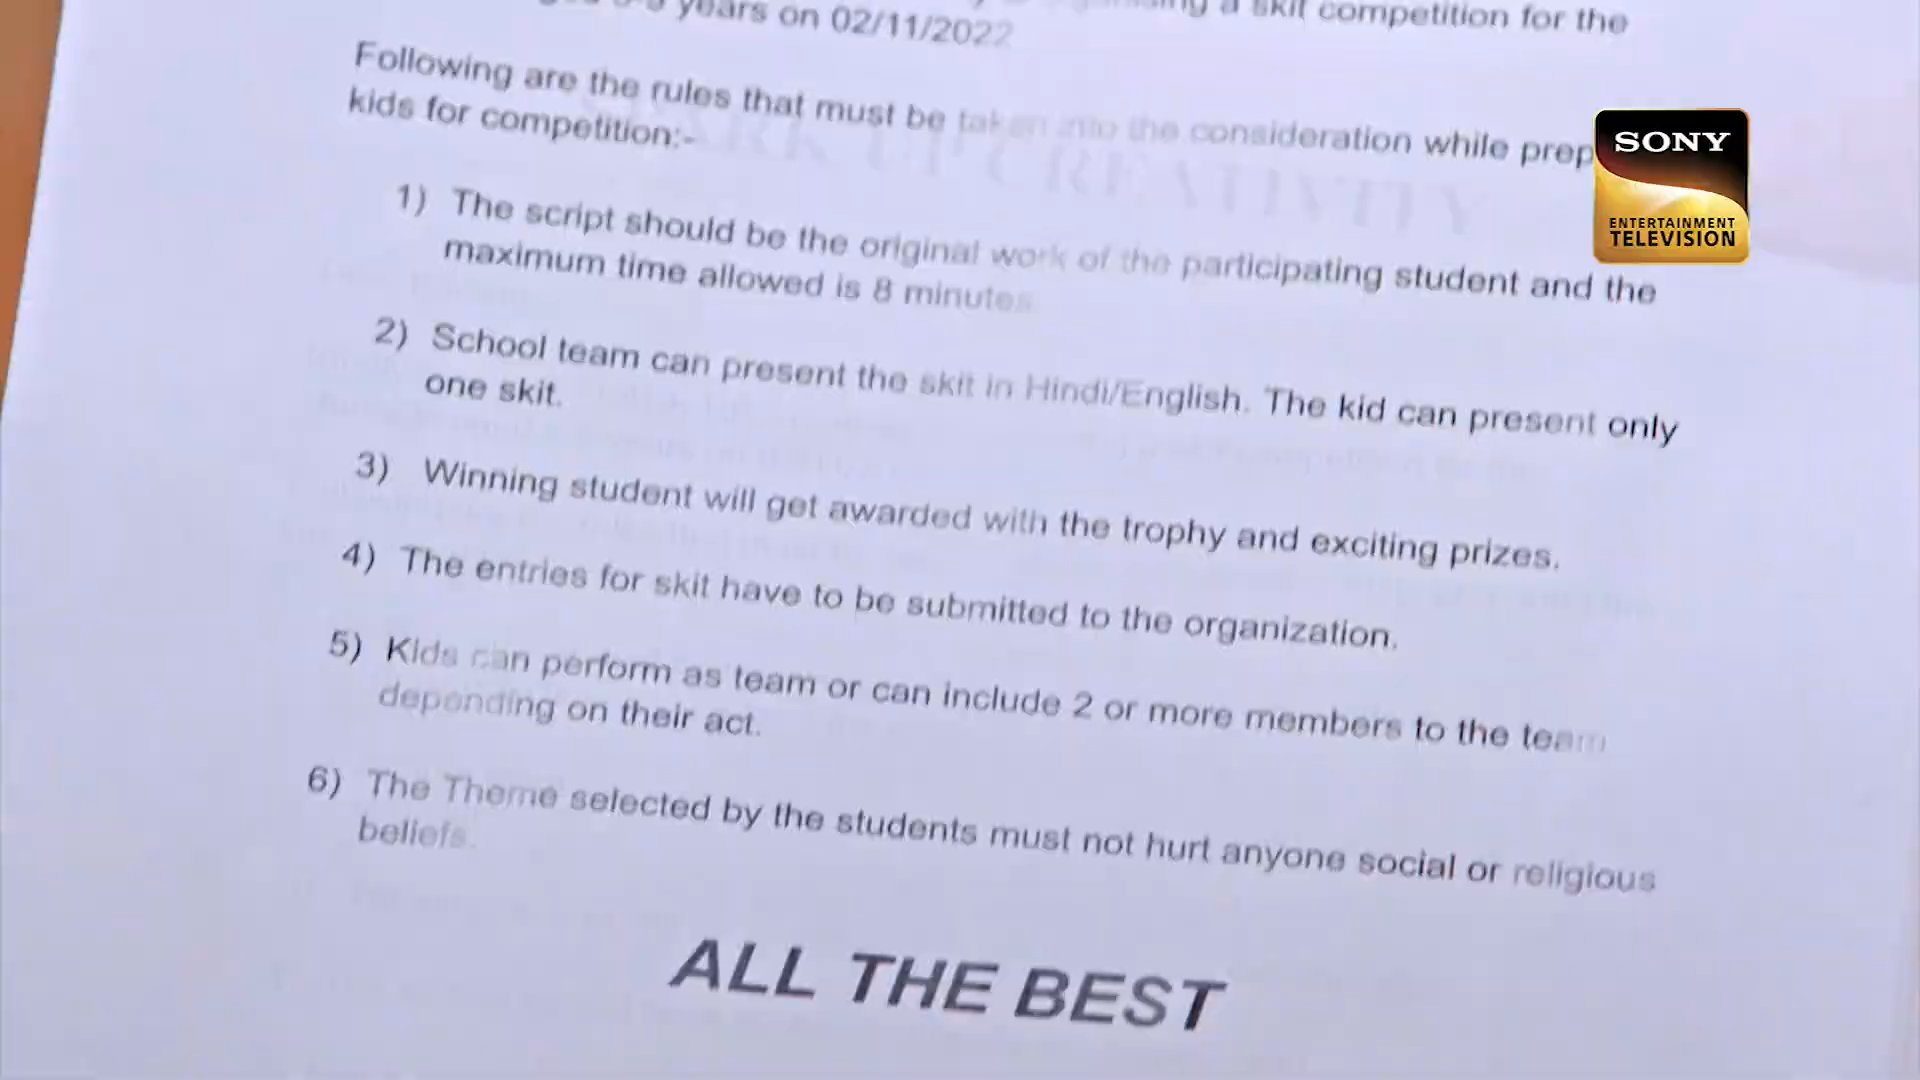 a skit competition for the
years on 02/11/2022
Following are the rules that must be taken into the consideration while prep
kids for competition:-
1) The script should be the original work of the participating student and the
maximum time allowed is 8 minutes
2) School team can present the skit in Hindi/English. The kid can present only
one skit.
3) Winning student will get awarded with the trophy and exciting prizes.
4) The entries for skit have to be submitted to the organization.
5) Kids can perform as team or can include 2 or more members to the team
depending on their act.
6) The Theme selected by the students must not hurt anyone social or religious
beliefs.
ALL THE BEST
SONY
ENTERTAINMENT
TELEVISION